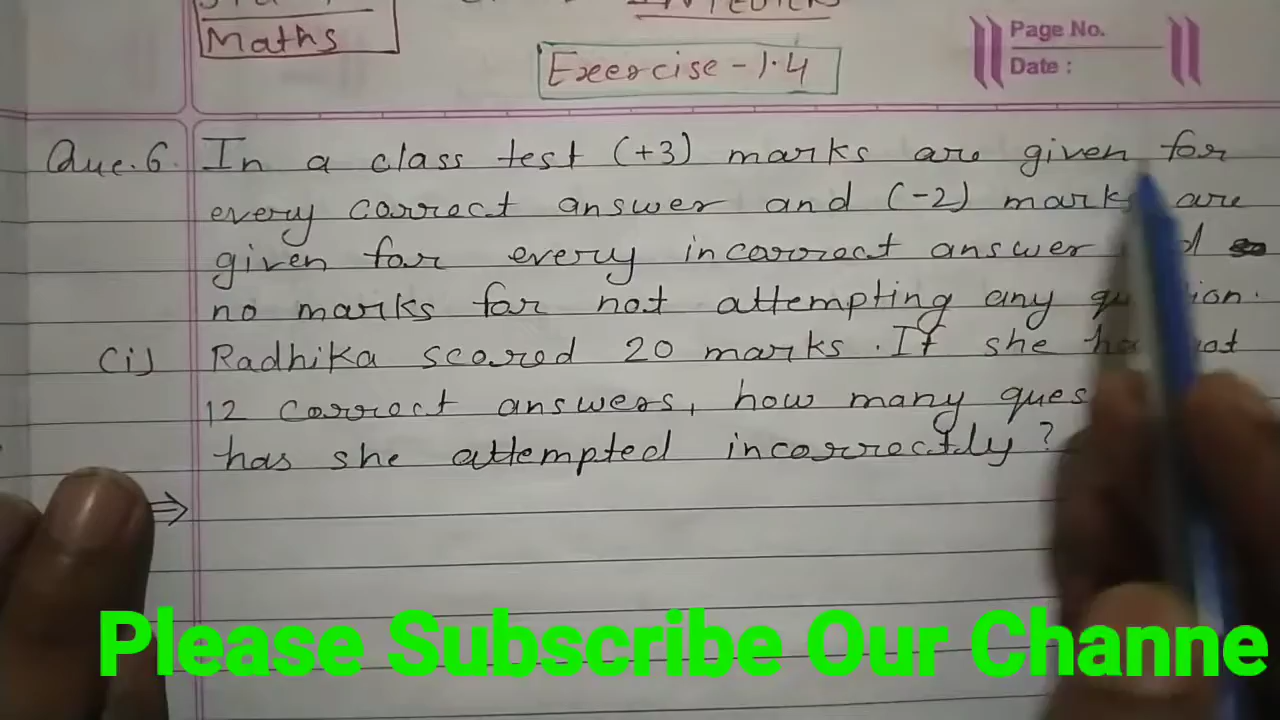 Maths
Exercise - 1.4
Page No.
Date :
Que. 6. In a class test (+3) marks are given for
every correct answer and (-2) marks are
given for every incorrect answer
no marks for not attempting any
(i) Radhika scored 20 marks. If she
12 correct answers, how many
has she attempted incorrectly?
⇒
Please Subscribe Our Channe